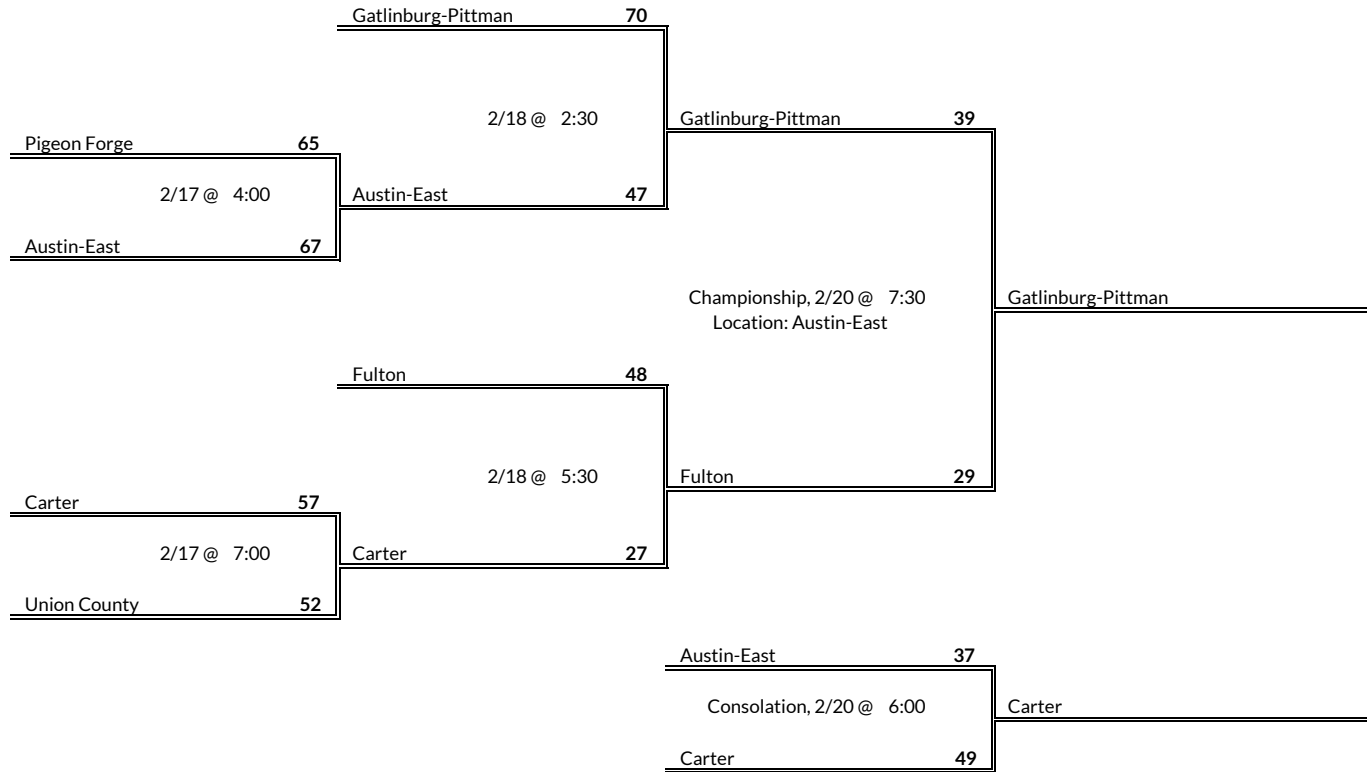 Gatlinburg-Pittman 70
2/18 @ 2:30
Gatlinburg-Pittman 39
Pigeon Forge 65
2/17 @ 4:00
Austin-East 47
Austin-East 67
Championship, 2/20 @ 7:30
Gatlinburg-Pittman
Location: Austin-East
Fulton 48
2/18 @ 5:30
Fulton 29
Carter 57
2/17 @ 7:00
Carter 27
Union County 52
Austin-East 37
Consolation, 2/20 @ 6:00
Carter
Carter 49